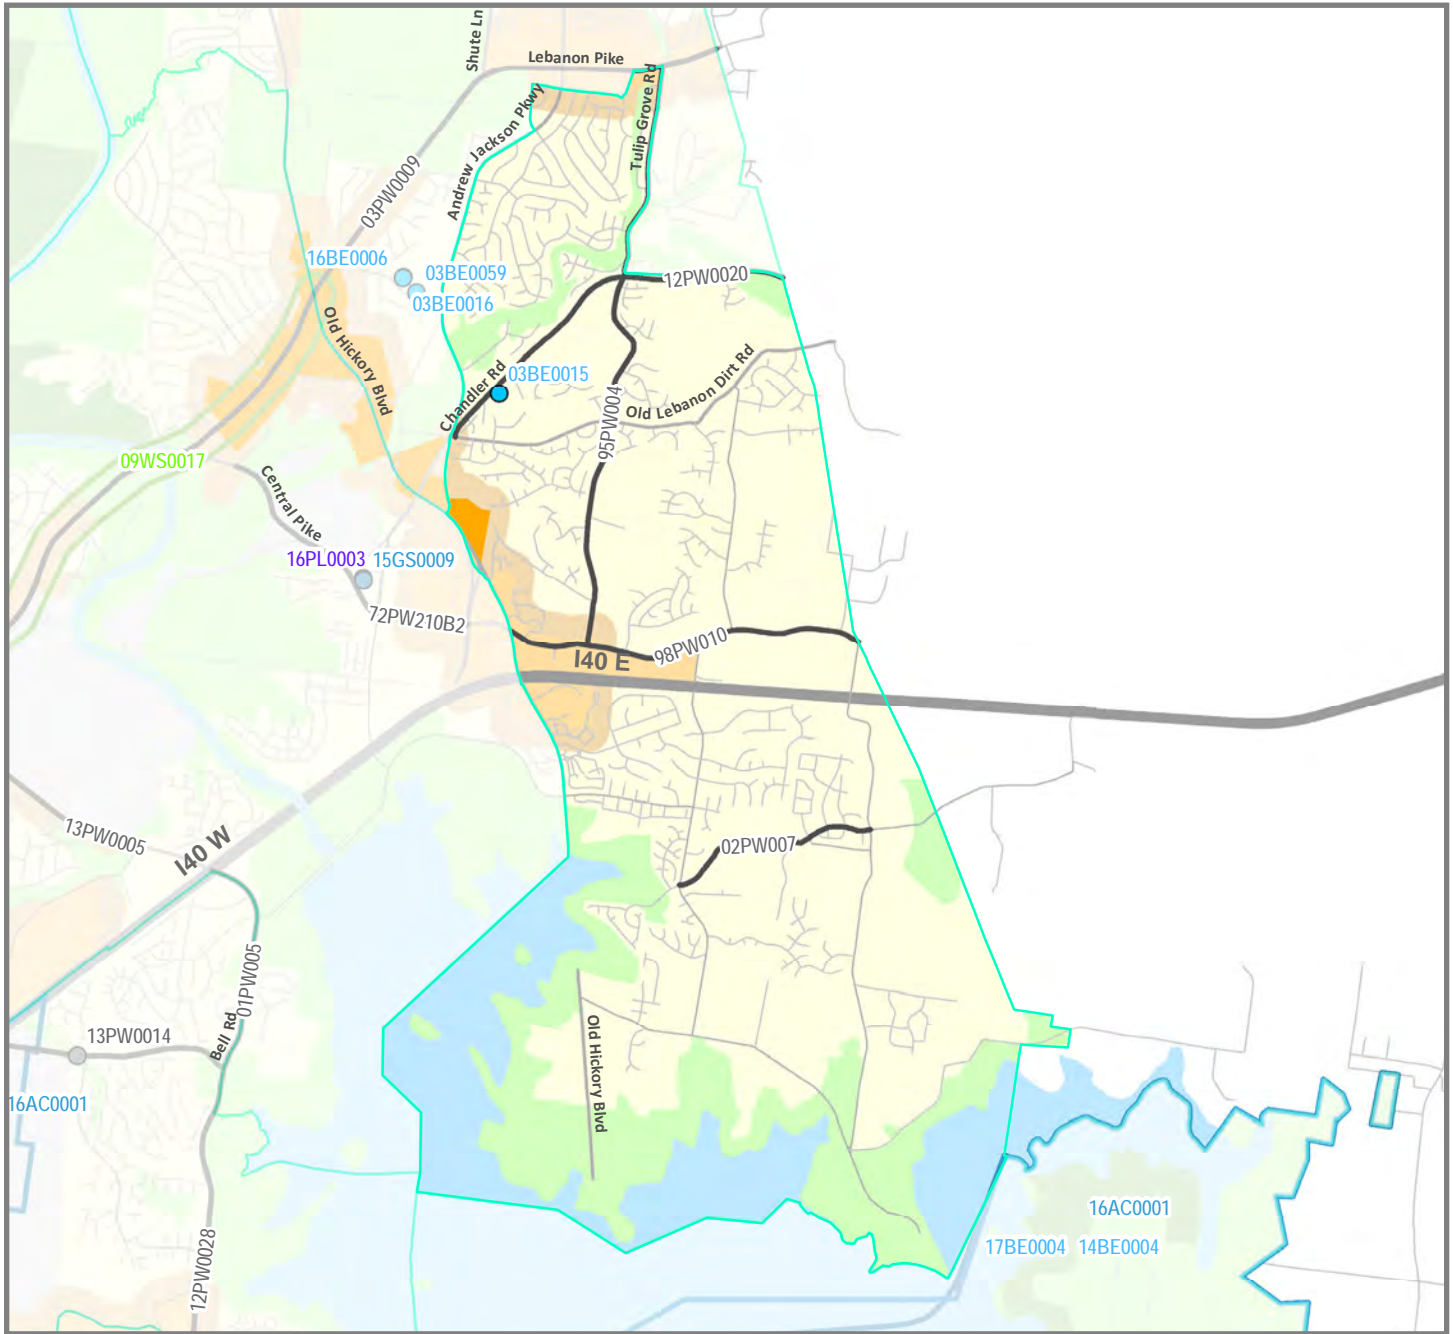 Shute Ln
Lebanon Pike
Andrew Jackson Pkwy
Tulip Grove Rd
03PW0009
16BE0006
03BE0059
03BE0016
12PW0020
Old Hickory Blvd
Chandler Rd
03BE0015
Old Lebanon Dirt Rd
95PW004
09WS0017
Central Pike
16PL0003
15GS0009
72PW210B2
98PW010
I40 E
13PW0005
I40 W
02PW007
01PW005
Bell Rd
13PW0014
Old Hickory Blvd
16AC0001
16AC0001
17BE0004
14BE0004
12PW0028